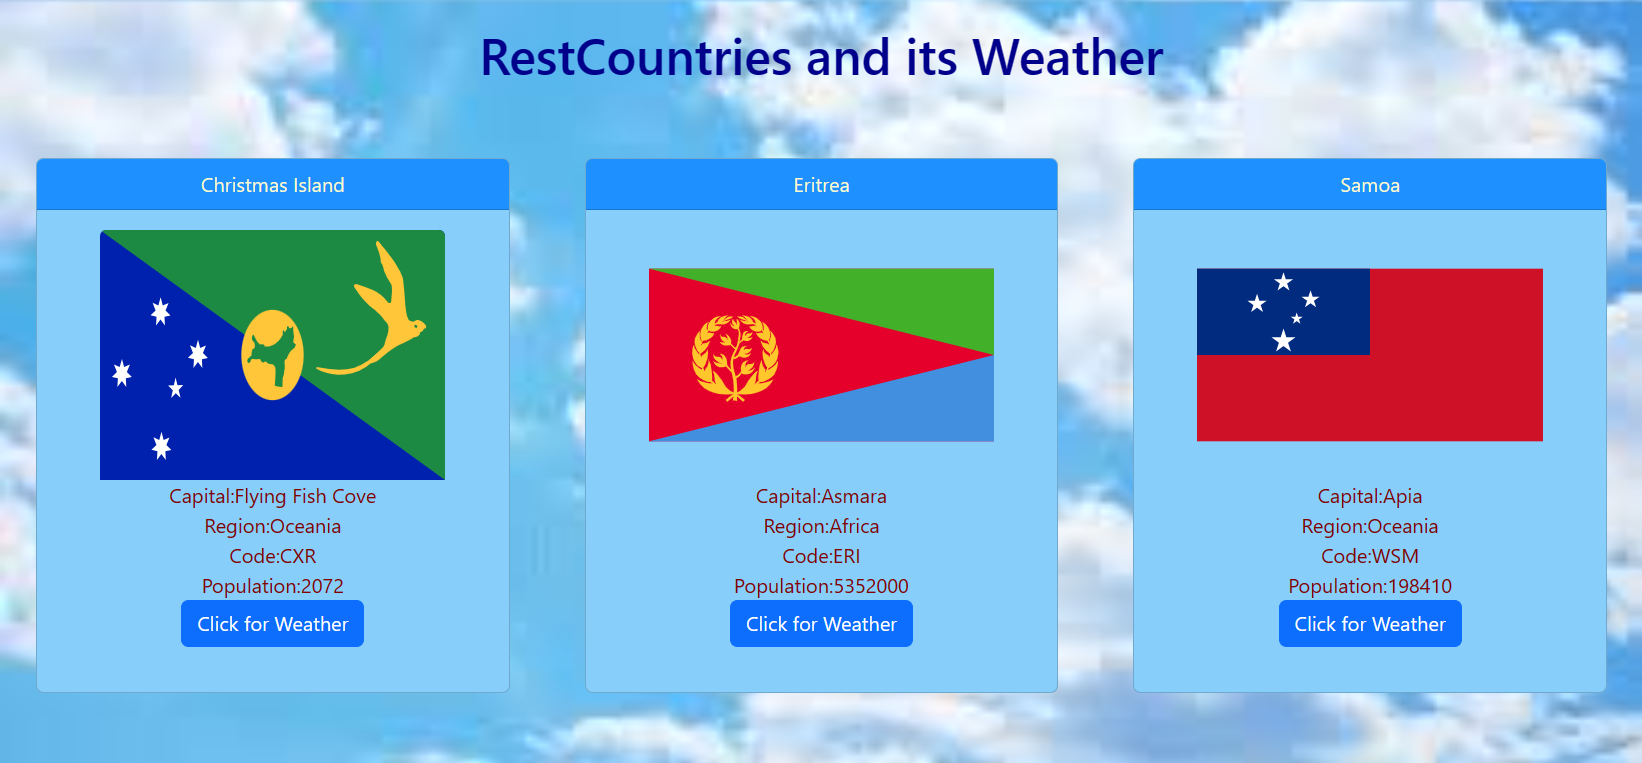 RestCountries and its Weather
Christmas Island
Capital:Flying Fish Cove
Region:Oceania
Code:CXR
Population:2072
Click for Weather
Eritrea
Capital:Asmara
Region:Africa
Code:ERI
Population:5352000
Click for Weather
Samoa
Capital:Apia
Region:Oceania
Code:WSM
Population:198410
Click for Weather